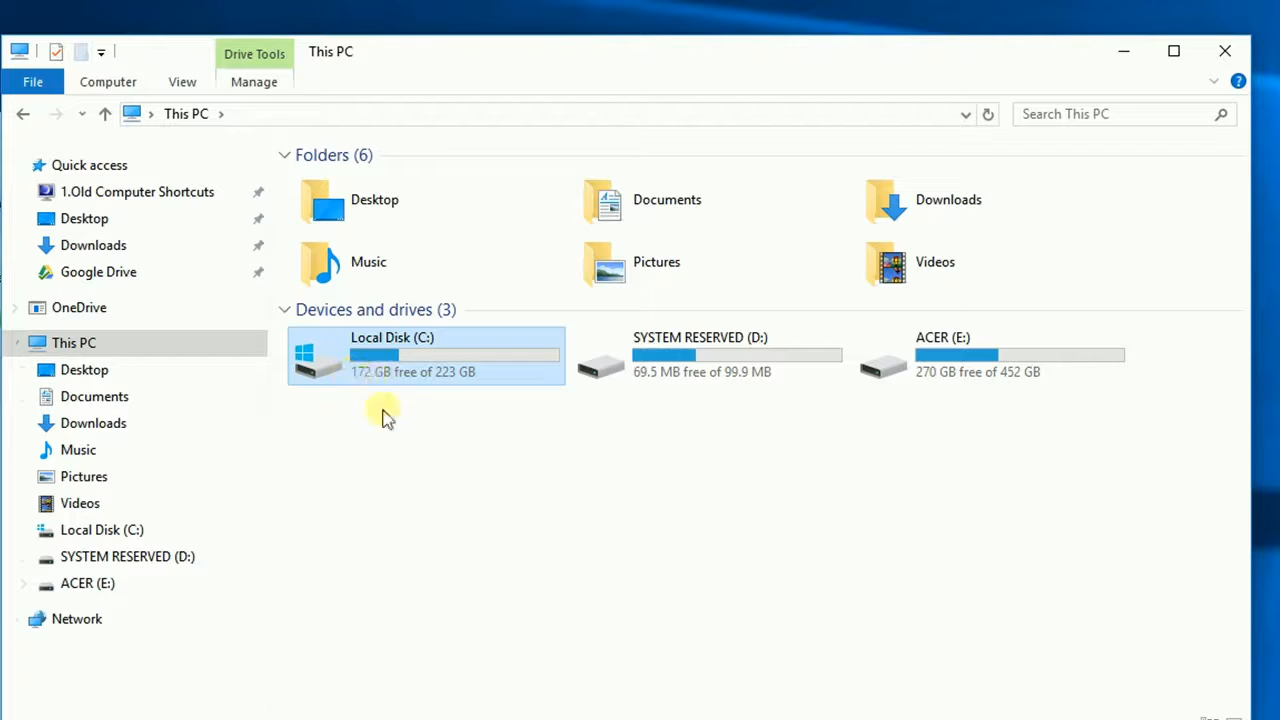 Drive Tools
This PC
File
Computer
View
Manage
This PC
Search This PC
Quick access
1.Old Computer Shortcuts
Desktop
Downloads
Google Drive
OneDrive
This PC
Desktop
Documents
Downloads
Music
Pictures
Videos
Local Disk (C:)
SYSTEM RESERVED (D:)
ACER (E:)
Network
Folders (6)
Desktop
Documents
Downloads
Music
Pictures
Videos
Devices and drives (3)
Local Disk (C:)
172 GB free of 223 GB
SYSTEM RESERVED (D:)
69.5 MB free of 99.9 MB
ACER (E:)
270 GB free of 452 GB